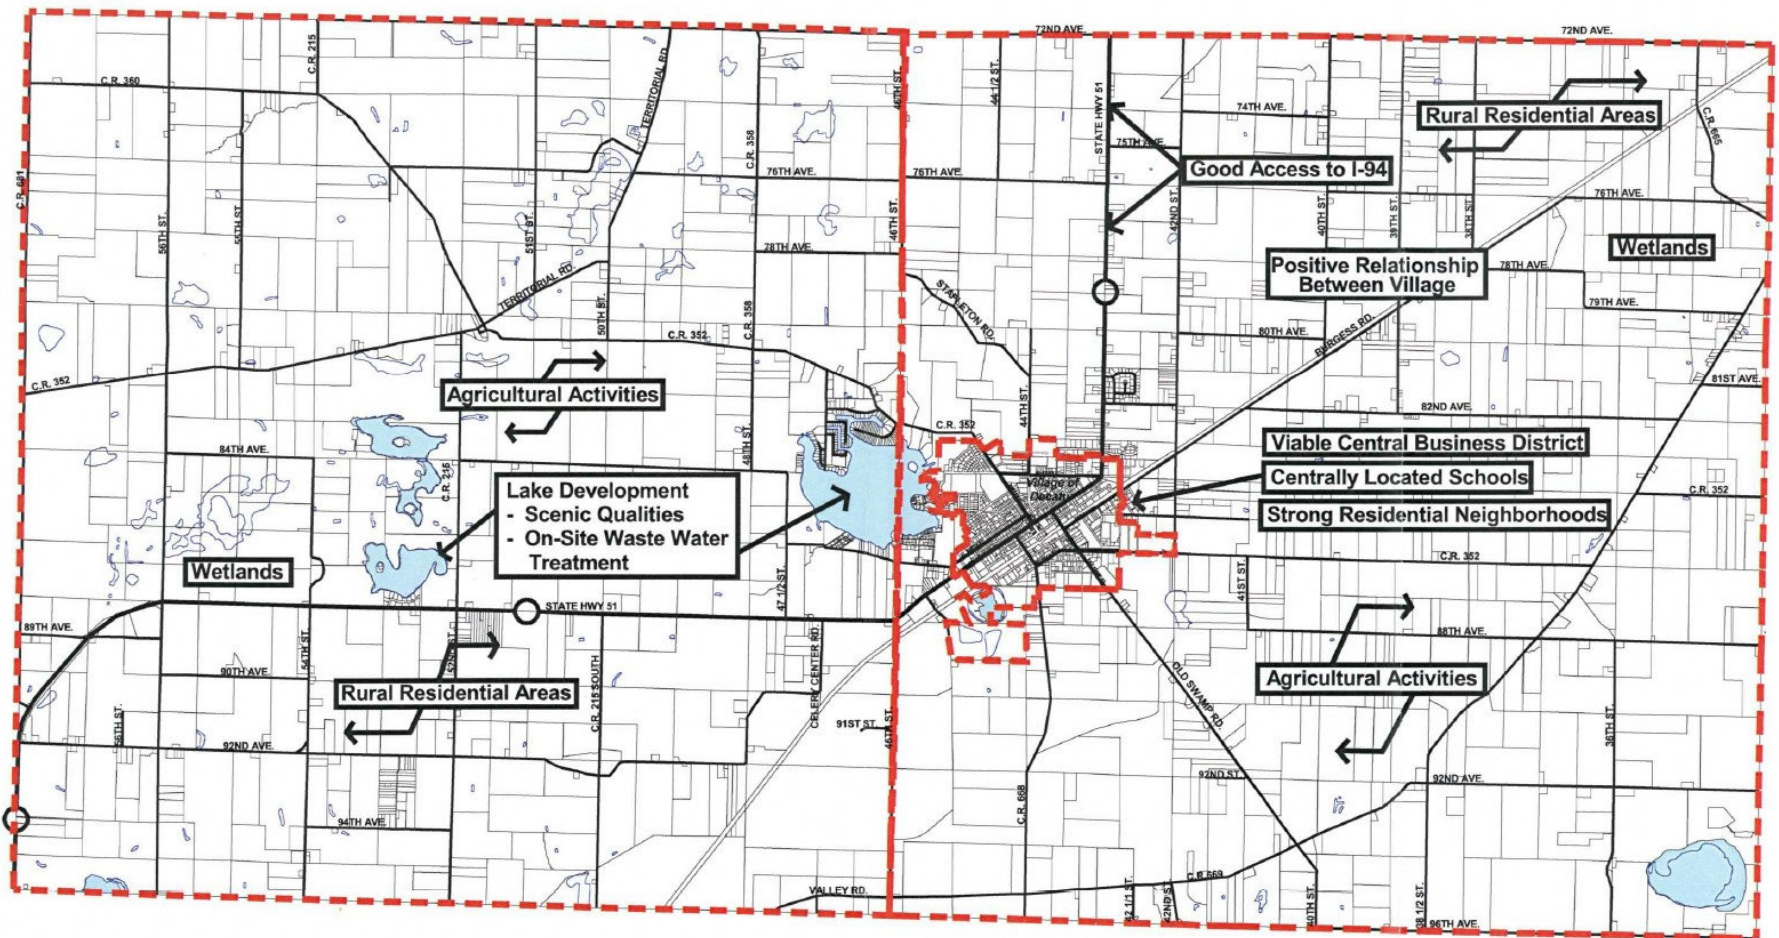 72ND AVE.
72ND AVE.
C.R. 215
TERRITORIAL RD.
46TH ST.
44 1/2 ST.
STATE HWY 51
C.R. 360
74TH AVE.
Rural Residential Areas
C.R. 665
C.R. 358
75TH AVE.
Good Access to I-94
76TH AVE.
76TH AVE.
76TH AVE.
C.R. 681
56TH ST.
55TH ST.
51ST ST.
46TH ST.
42ND ST.
40TH ST.
39TH ST.
38TH ST.
78TH AVE.
Wetlands
Positive Relationship
Between Village
78TH AVE.
TERRITORIAL RD.
50TH ST.
C.R. 358
STAPLETON RD.
79TH AVE.
80TH AVE.
BURGESS RD.
C.R. 352
C.R. 352
81ST AVE.
Agricultural Activities
44TH ST.
82ND AVE.
C.R. 352
Viable Central Business District
84TH AVE.
48TH ST.
Centrally Located Schools
C.R. 216
Village of
C.R. 352
Lake Development
- Scenic Qualities
- On-Site Waste Water
Treatment
Strong Residential Neighborhoods
Wetlands
C.R. 352
47 1/2 ST.
41ST ST.
STATE HWY 51
89TH AVE.
88TH AVE.
54TH ST.
52ND ST.
CELERY CENTER RD.
90TH AVE.
Rural Residential Areas
C.R. 215 SOUTH
OLD SWAMP RD.
Agricultural Activities
56TH ST.
91ST ST.
46TH ST.
36TH ST.
92ND AVE.
92ND ST.
92ND AVE.
C.R. 668
94TH AVE.
VALLEY RD.
C.R. 669
42 1/1 ST.
42ND ST.
40TH ST.
38 1/2 ST.
96TH AVE.